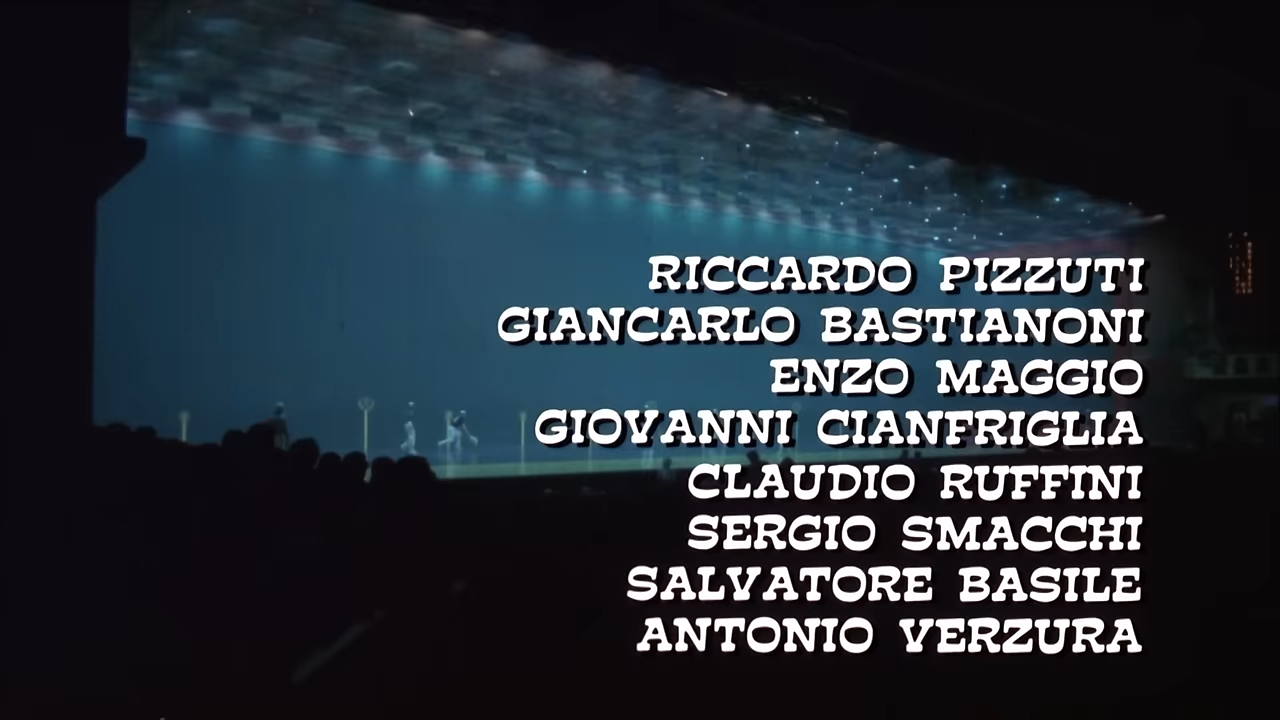 RICCARDO PIZZUTI
GIANCARLO BASTIANONI
ENZO MAGGIO
GIOVANNI CIANFRIGLIA
CLAUDIO RUFFINI
SERGIO SMACCHI
SALVATORE BASILE
ANTONIO VERZURA